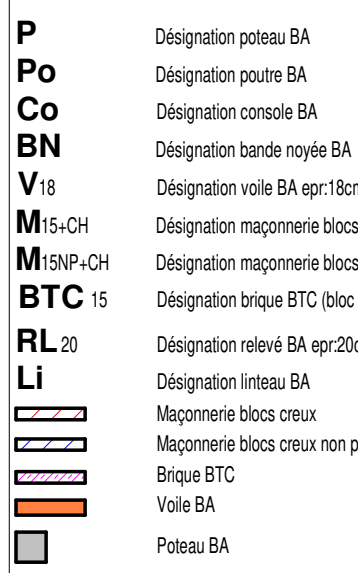 P Désignation poteau BA
Po Désignation poutre BA
Co Désignation console BA
BN Désignation bande noyée BA
V18 Désignation voile BA epr:18cm
M15+CH Désignation maçonnerie blocs
M15NP+CH Désignation maçonnerie blocs
BTC 15 Désignation brique BTC (bloc
RL 20 Désignation relevé BA epr:20c
Li Désignation linteau BA
Maçonnerie blocs creux
Maçonnerie blocs creux non p
Brique BTC
Voile BA
Poteau BA